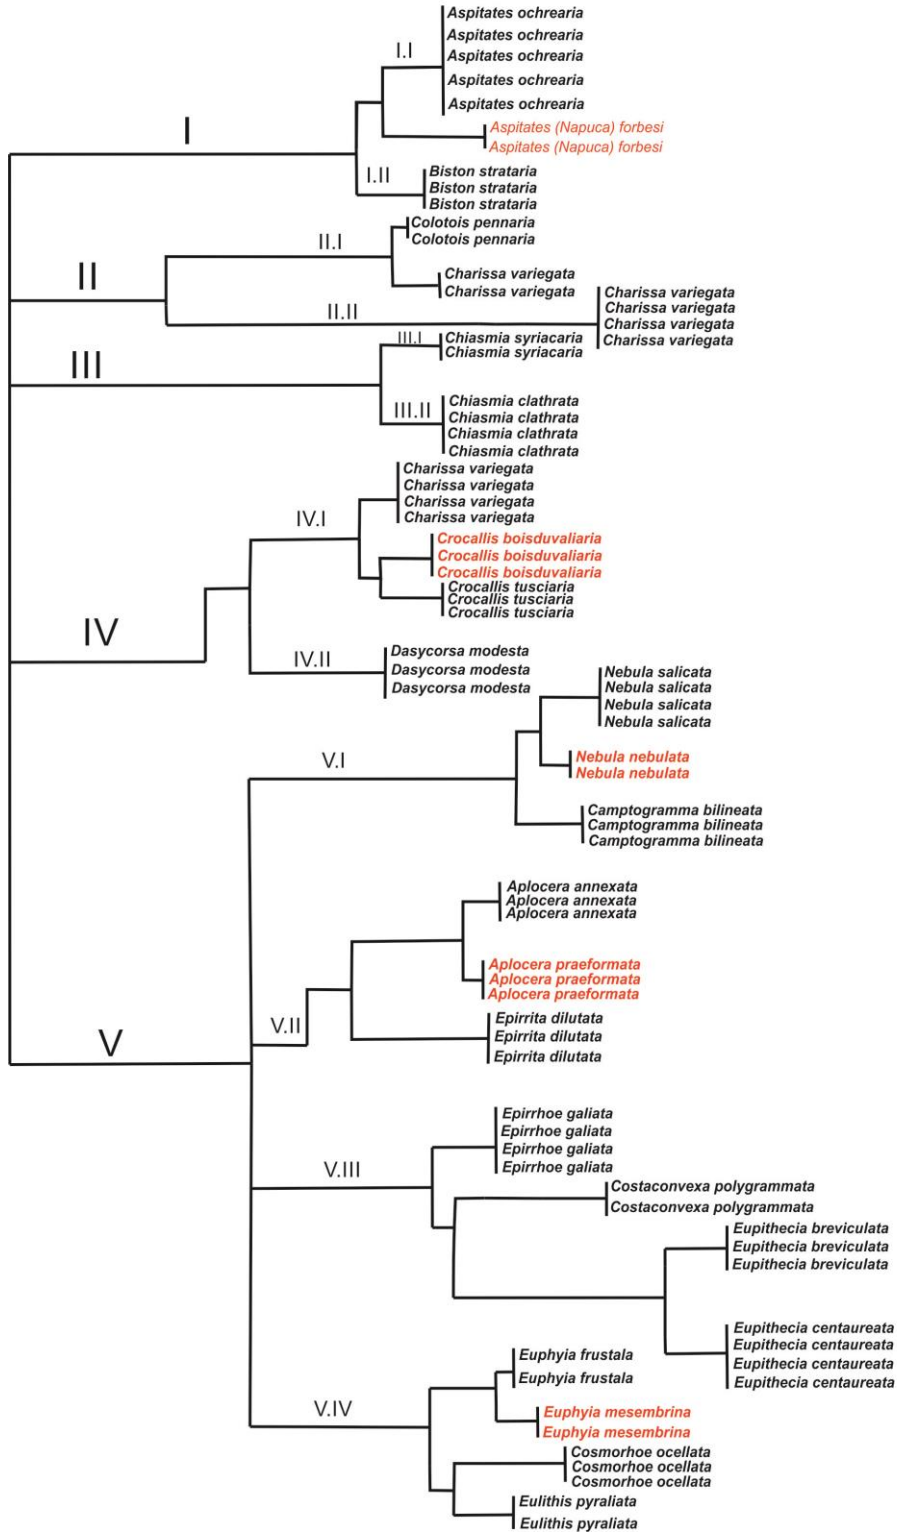 Aspitates ochrearia
Aspitates ochrearia
I.I
Aspitates ochrearia
Aspitates ochrearia
Aspitates ochrearia
I
Aspitates (Napuca) forbesi
Aspitates (Napuca) forbesi
I.II
Biston strataria
Biston strataria
Biston strataria
Colotois pennaria
II.I
Colotois pennaria
II
Charissa variegata
Charissa variegata
II.II
Charissa variegata
Charissa variegata
Charissa variegata
Charissa variegata
III.I
Chiasmia syriacaria
Chiasmia syriacaria
III
III.II
Chiasmia clathrata
Chiasmia clathrata
Chiasmia clathrata
Chiasmia clathrata
Charissa variegata
Charissa variegata
Charissa variegata
Charissa variegata
IV.I
Crocallis boisduvaliaria
Crocallis boisduvaliaria
Crocallis boisduvaliaria
Crocallis tusciaria
Crocallis tusciaria
Crocallis tusciaria
IV
IV.II
Dasycorsa modesta
Dasycorsa modesta
Dasycorsa modesta
Nebula salicata
Nebula salicata
Nebula salicata
Nebula salicata
V.I
Nebula nebulata
Nebula nebulata
Camptogramma bilineata
Camptogramma bilineata
Camptogramma bilineata
Aplocera annexata
Aplocera annexata
Aplocera annexata
Aplocera praeformata
Aplocera praeformata
Aplocera praeformata
V.II
Epirrita dilutata
Epirrita dilutata
Epirrita dilutata
V
Epirrhoe galiata
Epirrhoe galiata
Epirrhoe galiata
Epirrhoe galiata
V.III
Costaconvexa polygrammata
Costaconvexa polygrammata
Eupithecia breviculata
Eupithecia breviculata
Eupithecia breviculata
Eupithecia centaureata
Eupithecia centaureata
Eupithecia centaureata
Eupithecia centaureata
Euphyia frustala
Euphyia frustala
V.IV
Euphyia mesembrina
Euphyia mesembrina
Cosmorhoe ocellata
Cosmorhoe ocellata
Cosmorhoe ocellata
Eulithis pyraliata
Eulithis pyraliata